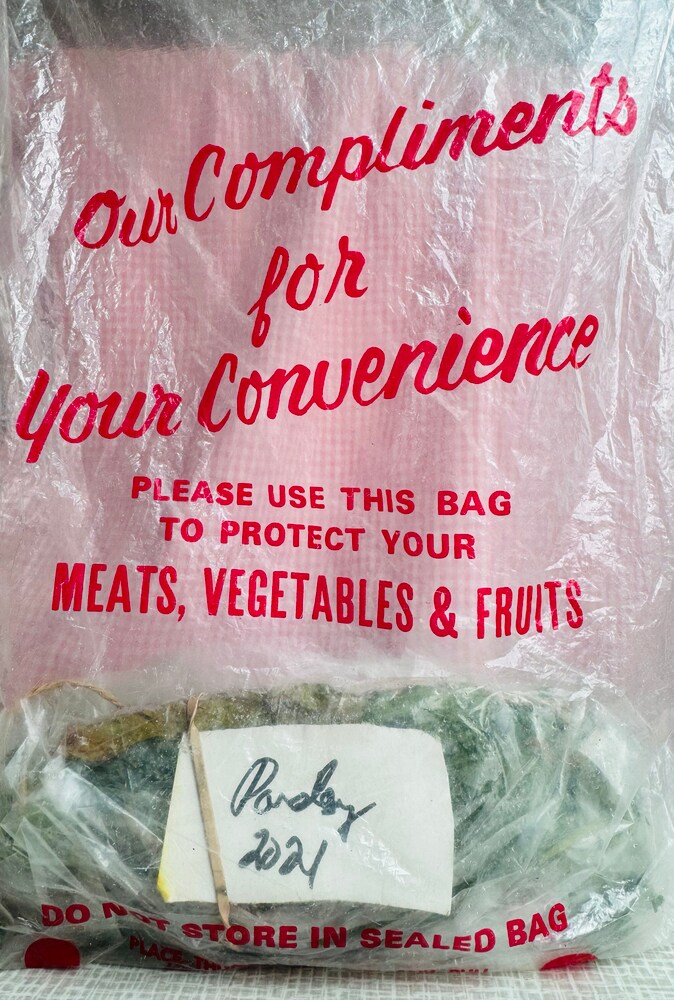 Our Compliments
for
Your Convenience
PLEASE USE THIS BAG
TO PROTECT YOUR
MEATS, VEGETABLES & FRUITS
Parsley
2021
DO NOT STORE IN SEALED BAG
PLACE